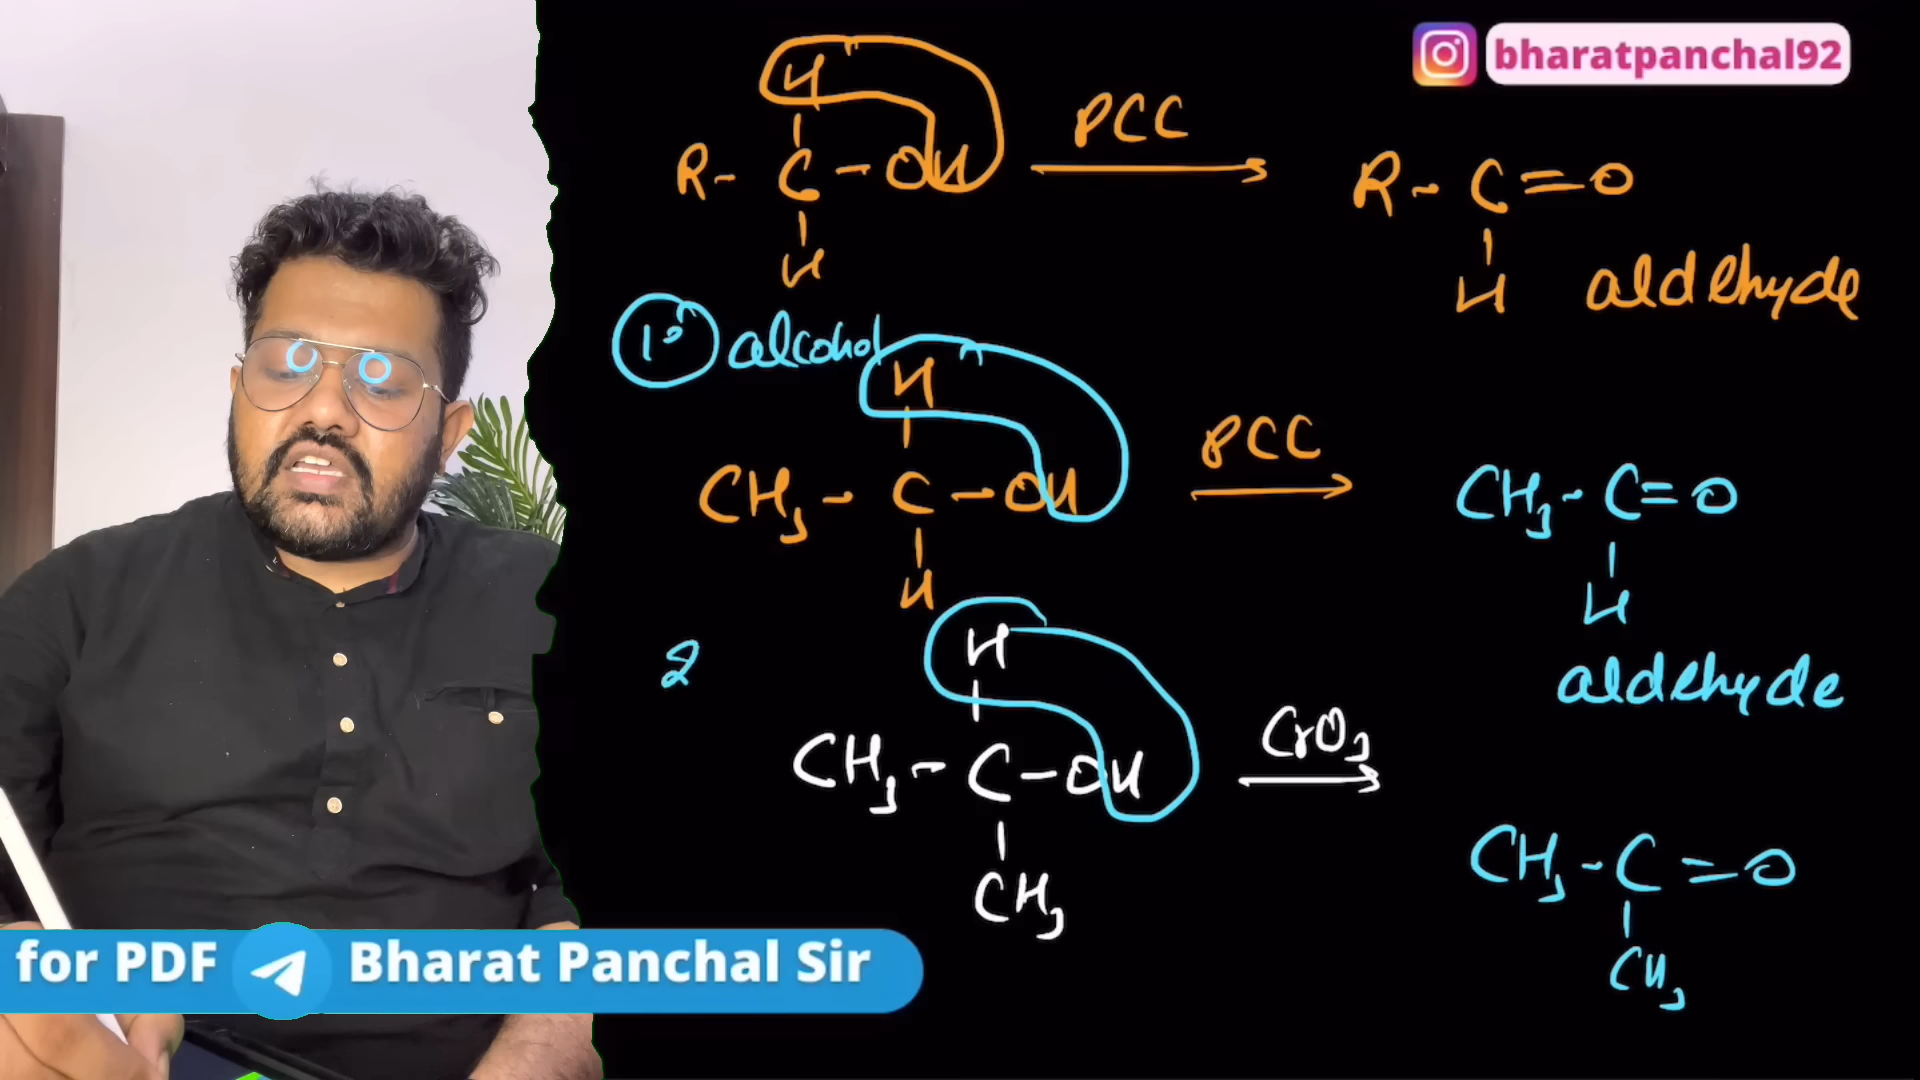 bharatpanchal92
H
R - C - OH PCC R - C = O
H H aldehyde
1° alcohol
H
CH3 - C - OH PCC CH3 - C = O
H H
aldehyde
2 H
CH3 - C - OH CrO3
CH3
CH3 - C = O
CH3
for PDF Bharat Panchal Sir